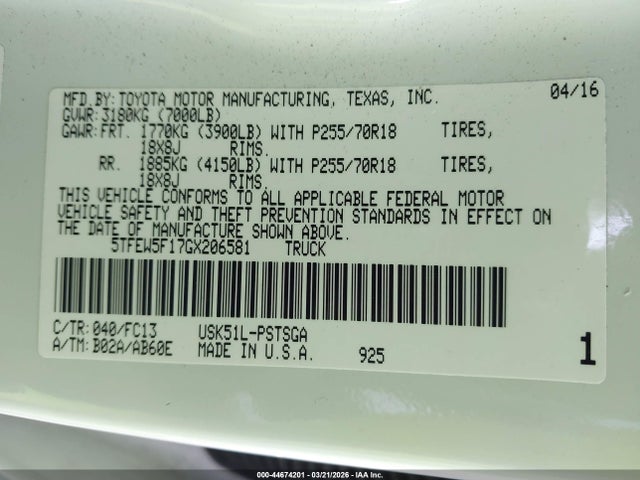 MFD.BY:TOYOTA MOTOR MANUFACTURING, TEXAS, INC. 04/16
GVWR:3180KG (7000LB)
GAWR:FRT. 1770KG (3900LB) WITH P255/70R18 TIRES,
18X8J RIMS.
RR. 1885KG (4150LB) WITH P255/70R18 TIRES,
18X8J RIMS.
THIS VEHICLE CONFORMS TO ALL APPLICABLE FEDERAL MOTOR
VEHICLE SAFETY AND THEFT PREVENTION STANDARDS IN EFFECT ON
THE DATE OF MANUFACTURE SHOWN ABOVE.
5TFEW5F17GX206581 TRUCK
C/TR:040/FC13 USK51L-PSTSGA
A/TM:B02A/AB60E MADE IN U.S.A. 925 1
000-44674201 - 03/21/2026 - IAA Inc.